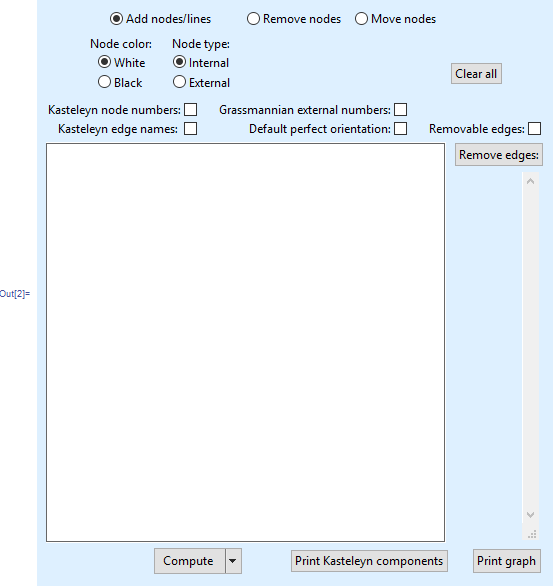 Add nodes/lines Remove nodes Move nodes
Node color: Node type:
White Internal
Black External
Clear all
Kasteleyn node numbers: Grassmannian external numbers:
Kasteleyn edge names: Default perfect orientation: Removable edges:
Remove edges:
Out[2]=
Compute Print Kasteleyn components Print graph